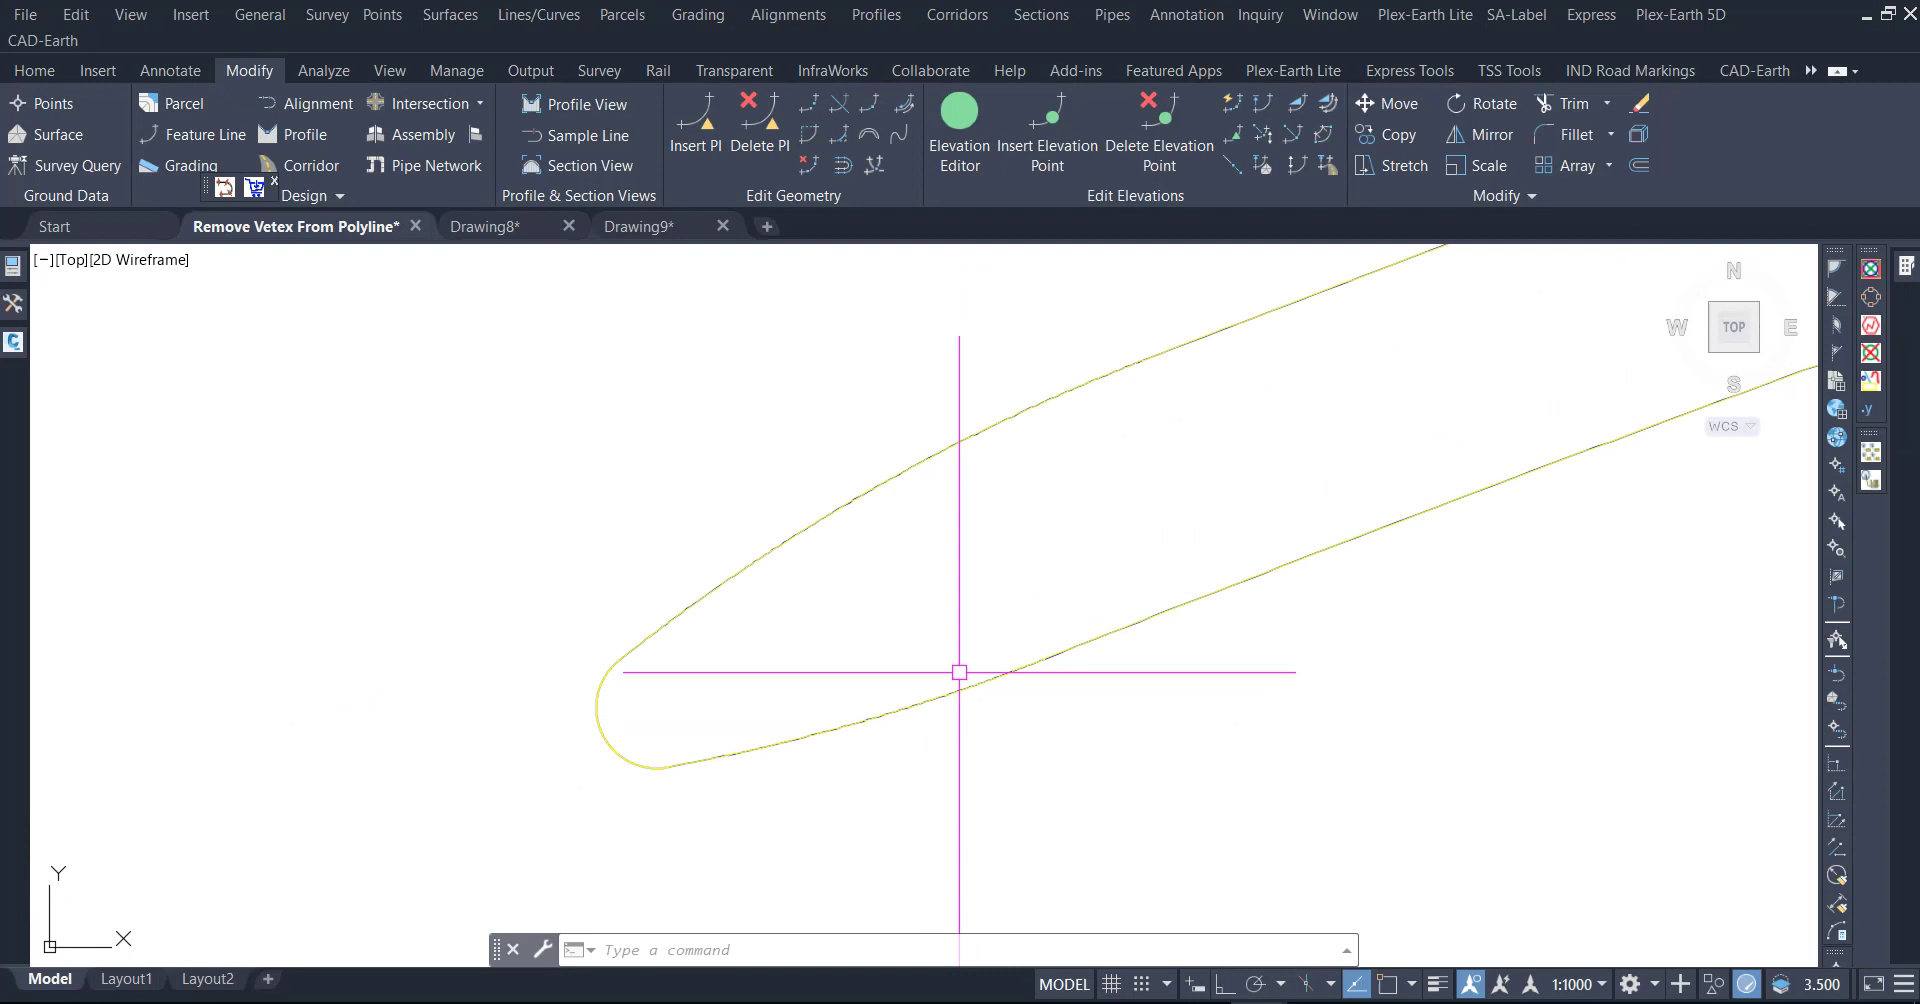 File Edit View Insert General Survey Points Surfaces Lines/Curves Parcels Grading Alignments Profiles Corridors Sections Pipes Annotation Inquiry Window Plex-Earth Lite SA-Label Express Plex-Earth 5D
CAD-Earth
Home Insert Annotate Modify Analyze View Manage Output Survey Rail Transparent InfraWorks Collaborate Help Add-ins Featured Apps Plex-Earth Lite Express Tools TSS Tools IND Road Markings CAD-Earth
Points Parcel Alignment Intersection Profile View Move Rotate Trim
Surface Feature Line Profile Assembly Sample Line Insert PI Delete PI Elevation Editor Insert Elevation Point Delete Elevation Point Copy Mirror Fillet
Survey Query Grading Corridor Pipe Network Section View Stretch Scale Array
Ground Data Design Profile & Section Views Edit Geometry Edit Elevations Modify
Start Remove Vetex From Polyline* Drawing8* Drawing9*
[−][Top][2D Wireframe]
N
W TOP E
S
WCS
.y
Y
X
Type a command
Model Layout1 Layout2 MODEL 1:1000 3.500